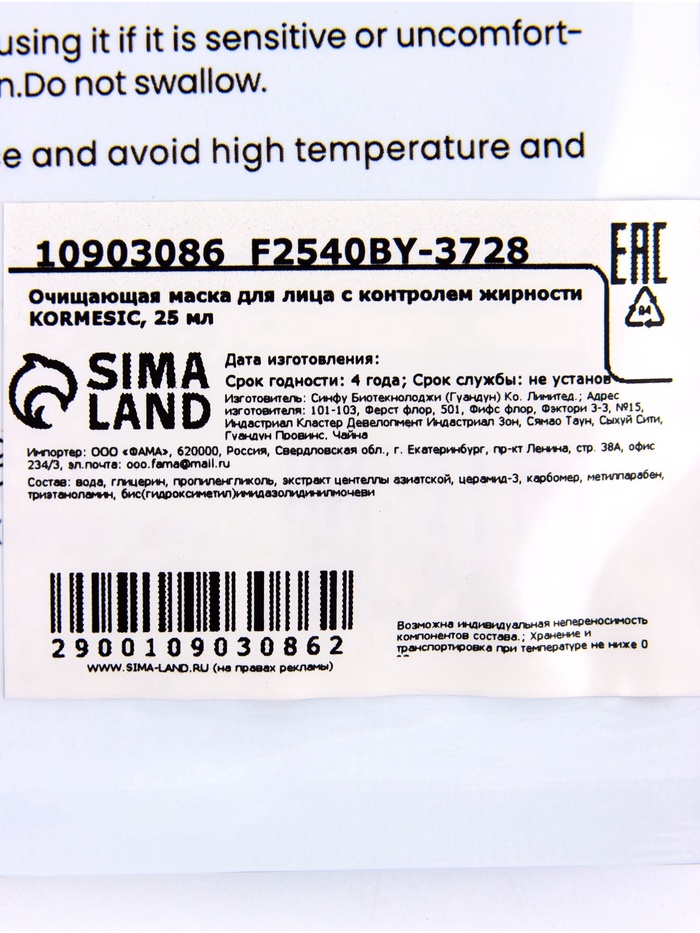 using it if it is sensitive or uncomfort-
n.Do not swallow.
e and avoid high temperature and
10903086 F2540BY-3728
EAC
Очищающая маска для лица с контролем жирности
KORMESIC, 25 мл
84
SIMA
LAND
Дата изготовления:
Срок годности: 4 года; Срок службы: не установ
Изготовитель: Синфу Биотекнолоджи (Гуандун) Ко. Лимитед.; Адрес
изготовителя: 101-103, Ферст флор, 501, Фифс флор, Фэктори 3-3, №15,
Индастриал Кластер Девелопмент Индастриал Зон, Сямао Таун, Сыхуй Сити,
Гуандун Провинс, Чайна
Импортер: ООО «ФАМА», 620000, Россия, Свердловская обл., г. Екатеринбург, пр-кт Ленина, стр. 38А, офис
234/3, эл.почта: ooo.fama@mail.ru
Состав: вода, глицерин, пропиленгликоль, экстракт центеллы азиатской, церамид-3, карбомер, метилпарабен,
триэтаноламин, бис(гидроксиметил)имидазолидинилмочеви
2900109030862
WWW.SIMA-LAND.RU (на правах рекламы)
Возможна индивидуальная непереносимость
компонентов состава.; Хранение и
транспортировка при температуре не ниже 0